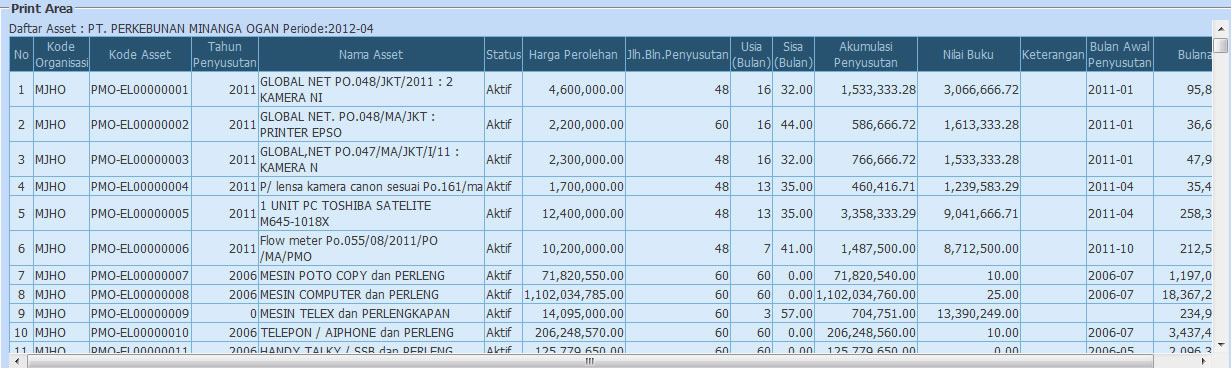 Print Area
Daftar Asset : PT. PERKEBUNAN MINANGA OGAN Periode:2012-04
No Kode Organisasi Kode Asset Tahun Penyusutan Nama Asset Status Harga Perolehan Jlh.Bln.Penyusutan Usia (Bulan) Sisa (Bulan) Akumulasi Penyusutan Nilai Buku Keterangan Bulan Awal Penyusutan Bulana
1 MJHO PMO-EL00000001 2011 GLOBAL NET PO.048/JKT/2011 : 2 KAMERA NI Aktif 4,600,000.00 48 16 32.00 1,533,333.28 3,066,666.72 2011-01 95,8
2 MJHO PMO-EL00000002 2011 GLOBAL NET. PO.048/MA/JKT : PRINTER EPSO Aktif 2,200,000.00 60 16 44.00 586,666.72 1,613,333.28 2011-01 36,6
3 MJHO PMO-EL00000003 2011 GLOBAL,NET PO.047/MA/JKT/I/11 : KAMERA N Aktif 2,300,000.00 48 16 32.00 766,666.72 1,533,333.28 2011-01 47,9
4 MJHO PMO-EL00000004 2011 P/ lensa kamera canon sesuai Po.161/ma Aktif 1,700,000.00 48 13 35.00 460,416.71 1,239,583.29 2011-04 35,4
5 MJHO PMO-EL00000005 2011 1 UNIT PC TOSHIBA SATELITE M645-1018X Aktif 12,400,000.00 48 13 35.00 3,358,333.29 9,041,666.71 2011-04 258,3
6 MJHO PMO-EL00000006 2011 Flow meter Po.055/08/2011/PO /MA/PMO Aktif 10,200,000.00 48 7 41.00 1,487,500.00 8,712,500.00 2011-10 212,5
7 MJHO PMO-EL00000007 2006 MESIN POTO COPY dan PERLENG Aktif 71,820,550.00 60 60 0.00 71,820,540.00 10.00 2006-07 1,197,0
8 MJHO PMO-EL00000008 2006 MESIN COMPUTER dan PERLENG Aktif 1,102,034,785.00 60 60 0.00 1,102,034,760.00 25.00 2006-07 18,367,2
9 MJHO PMO-EL00000009 0 MESIN TELEX dan PERLENGKAPAN Aktif 14,095,000.00 60 3 57.00 704,751.00 13,390,249.00 234,9
10 MJHO PMO-EL00000010 2006 TELEPON / AIPHONE dan PERLENG Aktif 206,248,570.00 60 60 0.00 206,248,560.00 10.00 2006-07 3,437,4
11 MJHO PMO-EL00000011 2006 HANDY TALKY / SSB dan PERLENG Aktif 125,779,650.00 60 60 0.00 125,779,650.00 0.00 2006-05 2,096,3